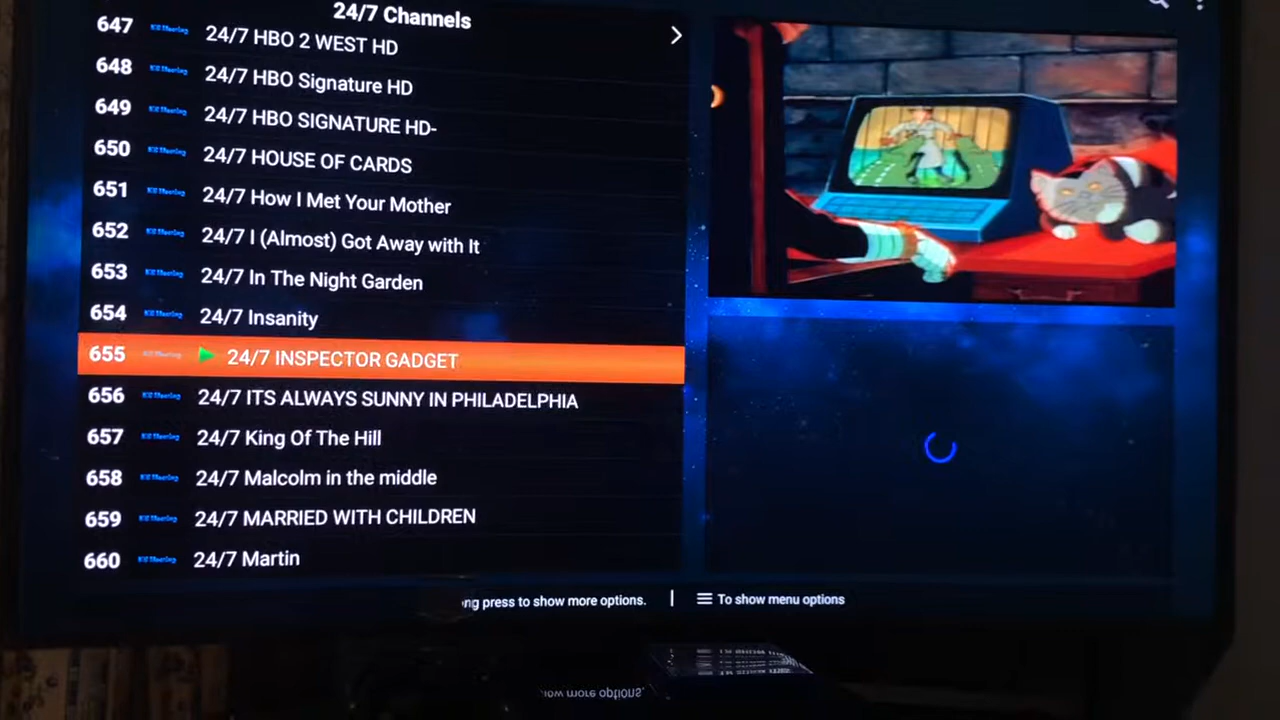 24/7 Channels
647 24/7 HBO 2 WEST HD
648 24/7 HBO Signature HD
649 24/7 HBO SIGNATURE HD-
650 24/7 HOUSE OF CARDS
651 24/7 How I Met Your Mother
652 24/7 I (Almost) Got Away with It
653 24/7 In The Night Garden
654 24/7 Insanity
655 24/7 INSPECTOR GADGET
656 24/7 ITS ALWAYS SUNNY IN PHILADELPHIA
657 24/7 King Of The Hill
658 24/7 Malcolm in the middle
659 24/7 MARRIED WITH CHILDREN
660 24/7 Martin
ng press to show more options. | To show menu options
ow more options.